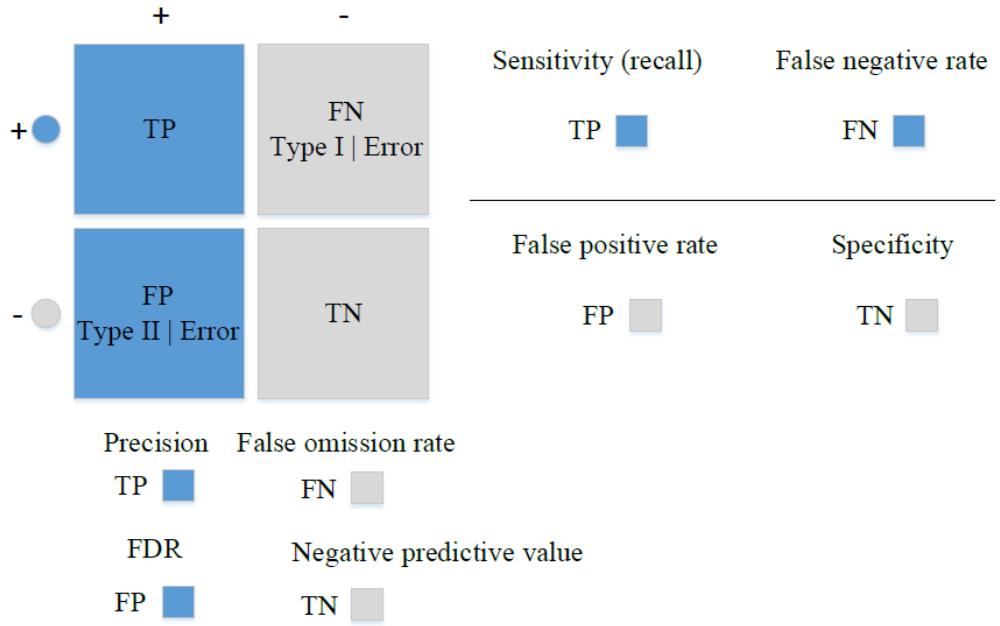 + -
Sensitivity (recall) False negative rate
+ TP FN
Type I | Error
TP FN
False positive rate Specificity
- FP
Type II | Error
TN
FP TN
Precision False omission rate
TP FN
FDR Negative predictive value
FP TN